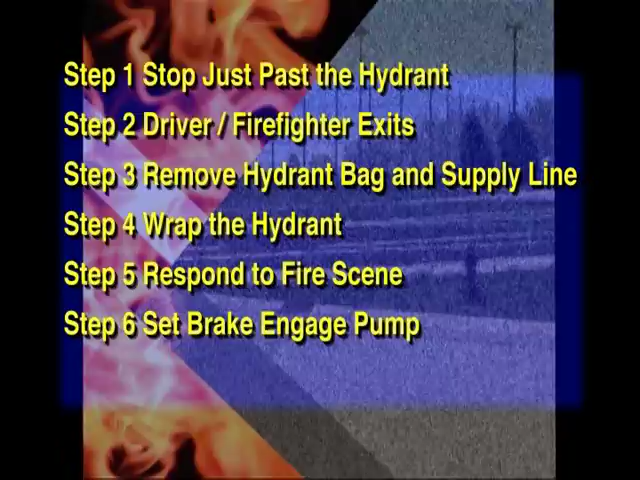 Step 1 Stop Just Past the Hydrant
Step 2 Driver / Firefighter Exits
Step 3 Remove Hydrant Bag and Supply Line
Step 4 Wrap the Hydrant
Step 5 Respond to Fire Scene
Step 6 Set Brake Engage Pump